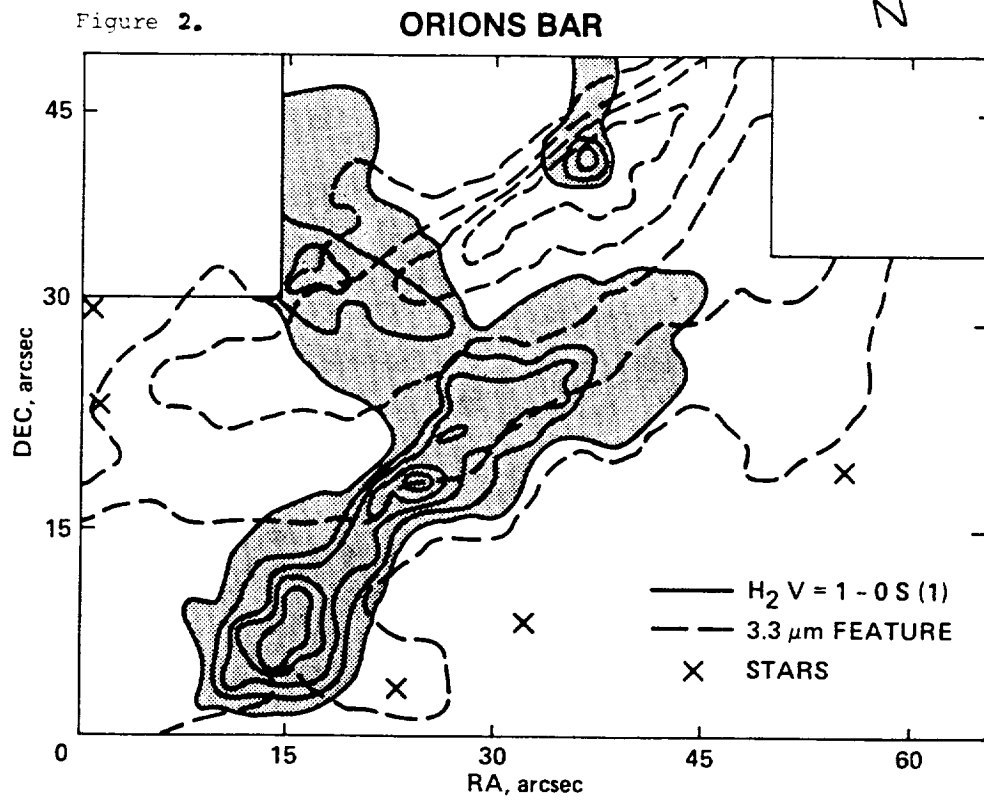 Figure 2.
ORIONS BAR
N
45
30
15
0
15
30
45
60
DEC, arcsec
RA, arcsec
H₂ V = 1 - 0 S (1)
3.3 μm FEATURE
STARS